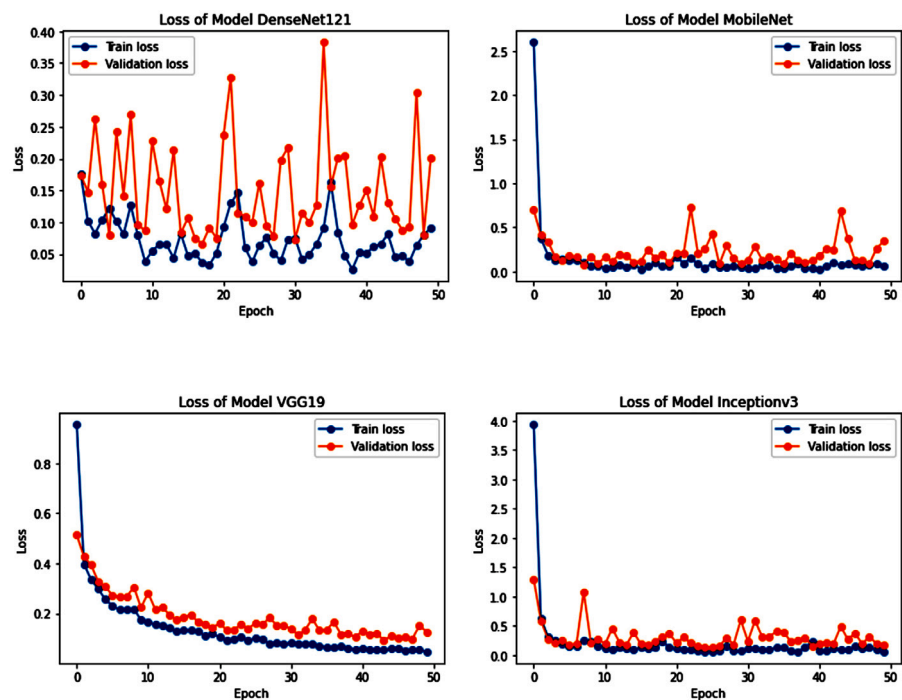 Loss of Model DenseNet121
0.40
0.35
0.30
0.25
0.20
0.15
0.10
0.05
Loss
Train loss
Validation loss
0 10 20 30 40 50
Epoch
Loss of Model MobileNet
2.5
2.0
1.5
1.0
0.5
0.0
Loss
Train loss
Validation loss
0 10 20 30 40 50
Epoch
Loss of Model VGG19
0.8
0.6
0.4
0.2
Loss
Train loss
Validation loss
0 10 20 30 40 50
Epoch
Loss of Model Inceptionv3
4.0
3.5
3.0
2.5
2.0
1.5
1.0
0.5
0.0
Loss
Train loss
Validation loss
0 10 20 30 40 50
Epoch